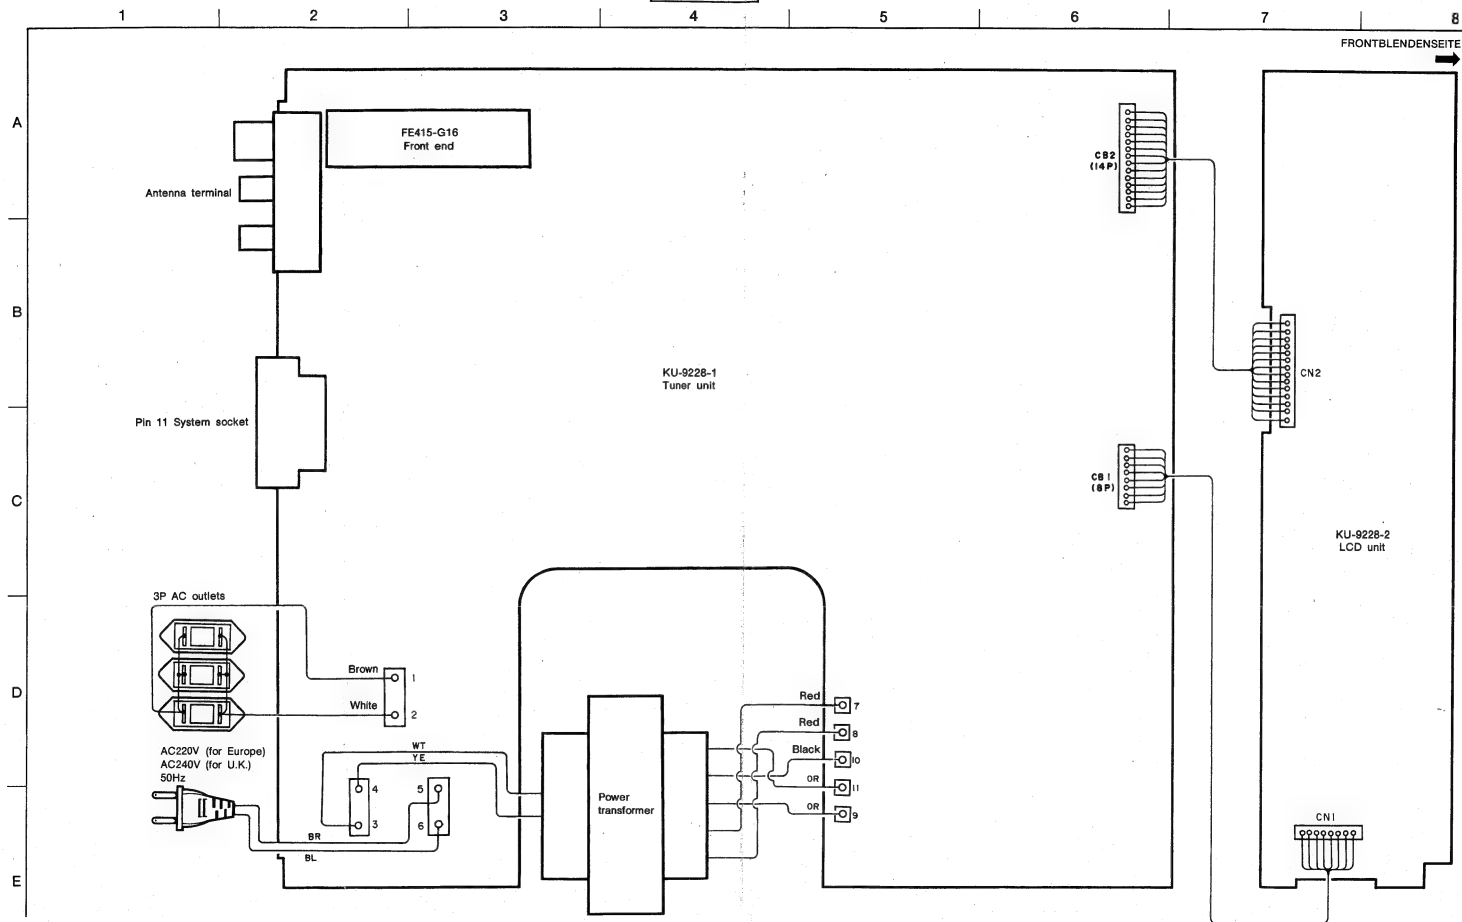 1 2 3 4 5 6 7 8
FRONTBLENDENSEITE
A
FE415-G16
Front end
CB2
(14P)
Antenna terminal
B
KU-9228-1
Tuner unit
CN2
Pin 11 System socket
CB1
(8P)
C
KU-9228-2
LCD unit
3P AC outlets
Brown 1
D
White 2
Red 7
Red 8
Black 10
OR 11
OR 9
AC220V (for Europe)
AC240V (for U.K.)
50Hz
WT
YE
4 5
3 6
Power
transformer
BR
BL
CN1
E